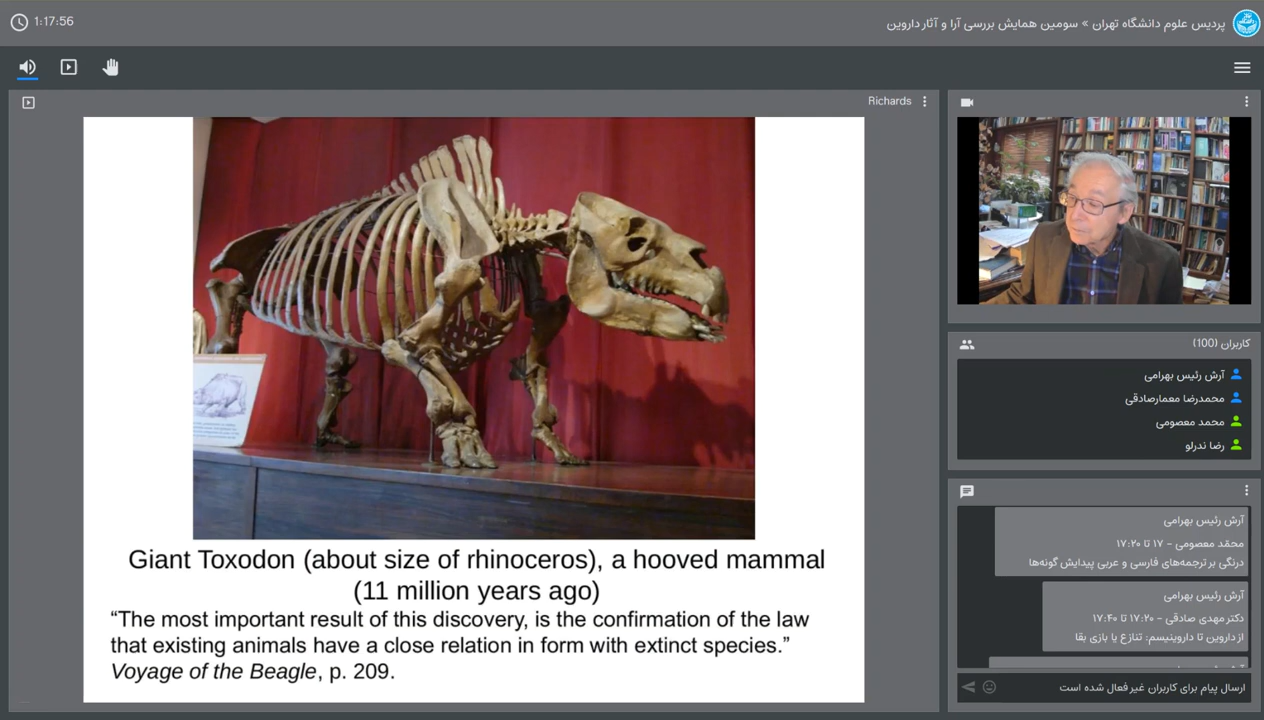 1:17:56
پردیس علوم دانشگاه تهران » سومین همایش بررسی آرا و آثار داروین
Richards
Giant Toxodon (about size of rhinoceros), a hooved mammal
(11 million years ago)
“The most important result of this discovery, is the confirmation of the law
that existing animals have a close relation in form with extinct species.”
Voyage of the Beagle, p. 209.
کاربران (100)
آرش رئیس بهرامی
محمدرضا معمارصادقی
محمد معصومی
رضا ندرلو
آرش رئیس بهرامی
محمّد معصومی - ۱۷ تا ۱۷:۲۰
درنگی بر ترجمه‌های فارسی و عربی پیدایش گونه‌ها
آرش رئیس بهرامی
دکتر مهدی صادقی - ۱۷:۲۰ تا ۱۷:۴۰
از داروین تا داروینیسم: تنازع یا بازی بقا
ارسال پیام برای کاربران غیر فعال شده است